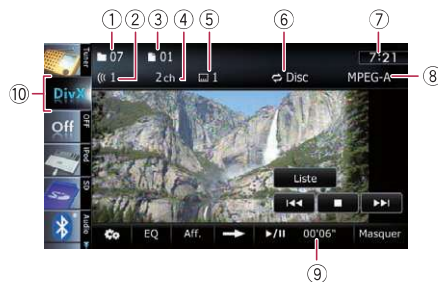 ① ② ③ ④ ⑤ ⑥ ⑦
07 01 7:21
1 2 ch 1 Disc MPEG-A ⑧
⑩
Tuner
DivX
Off OFF
iPod
SD
Audio
Liste
EQ Aff. 00'06" Masquer
⑨